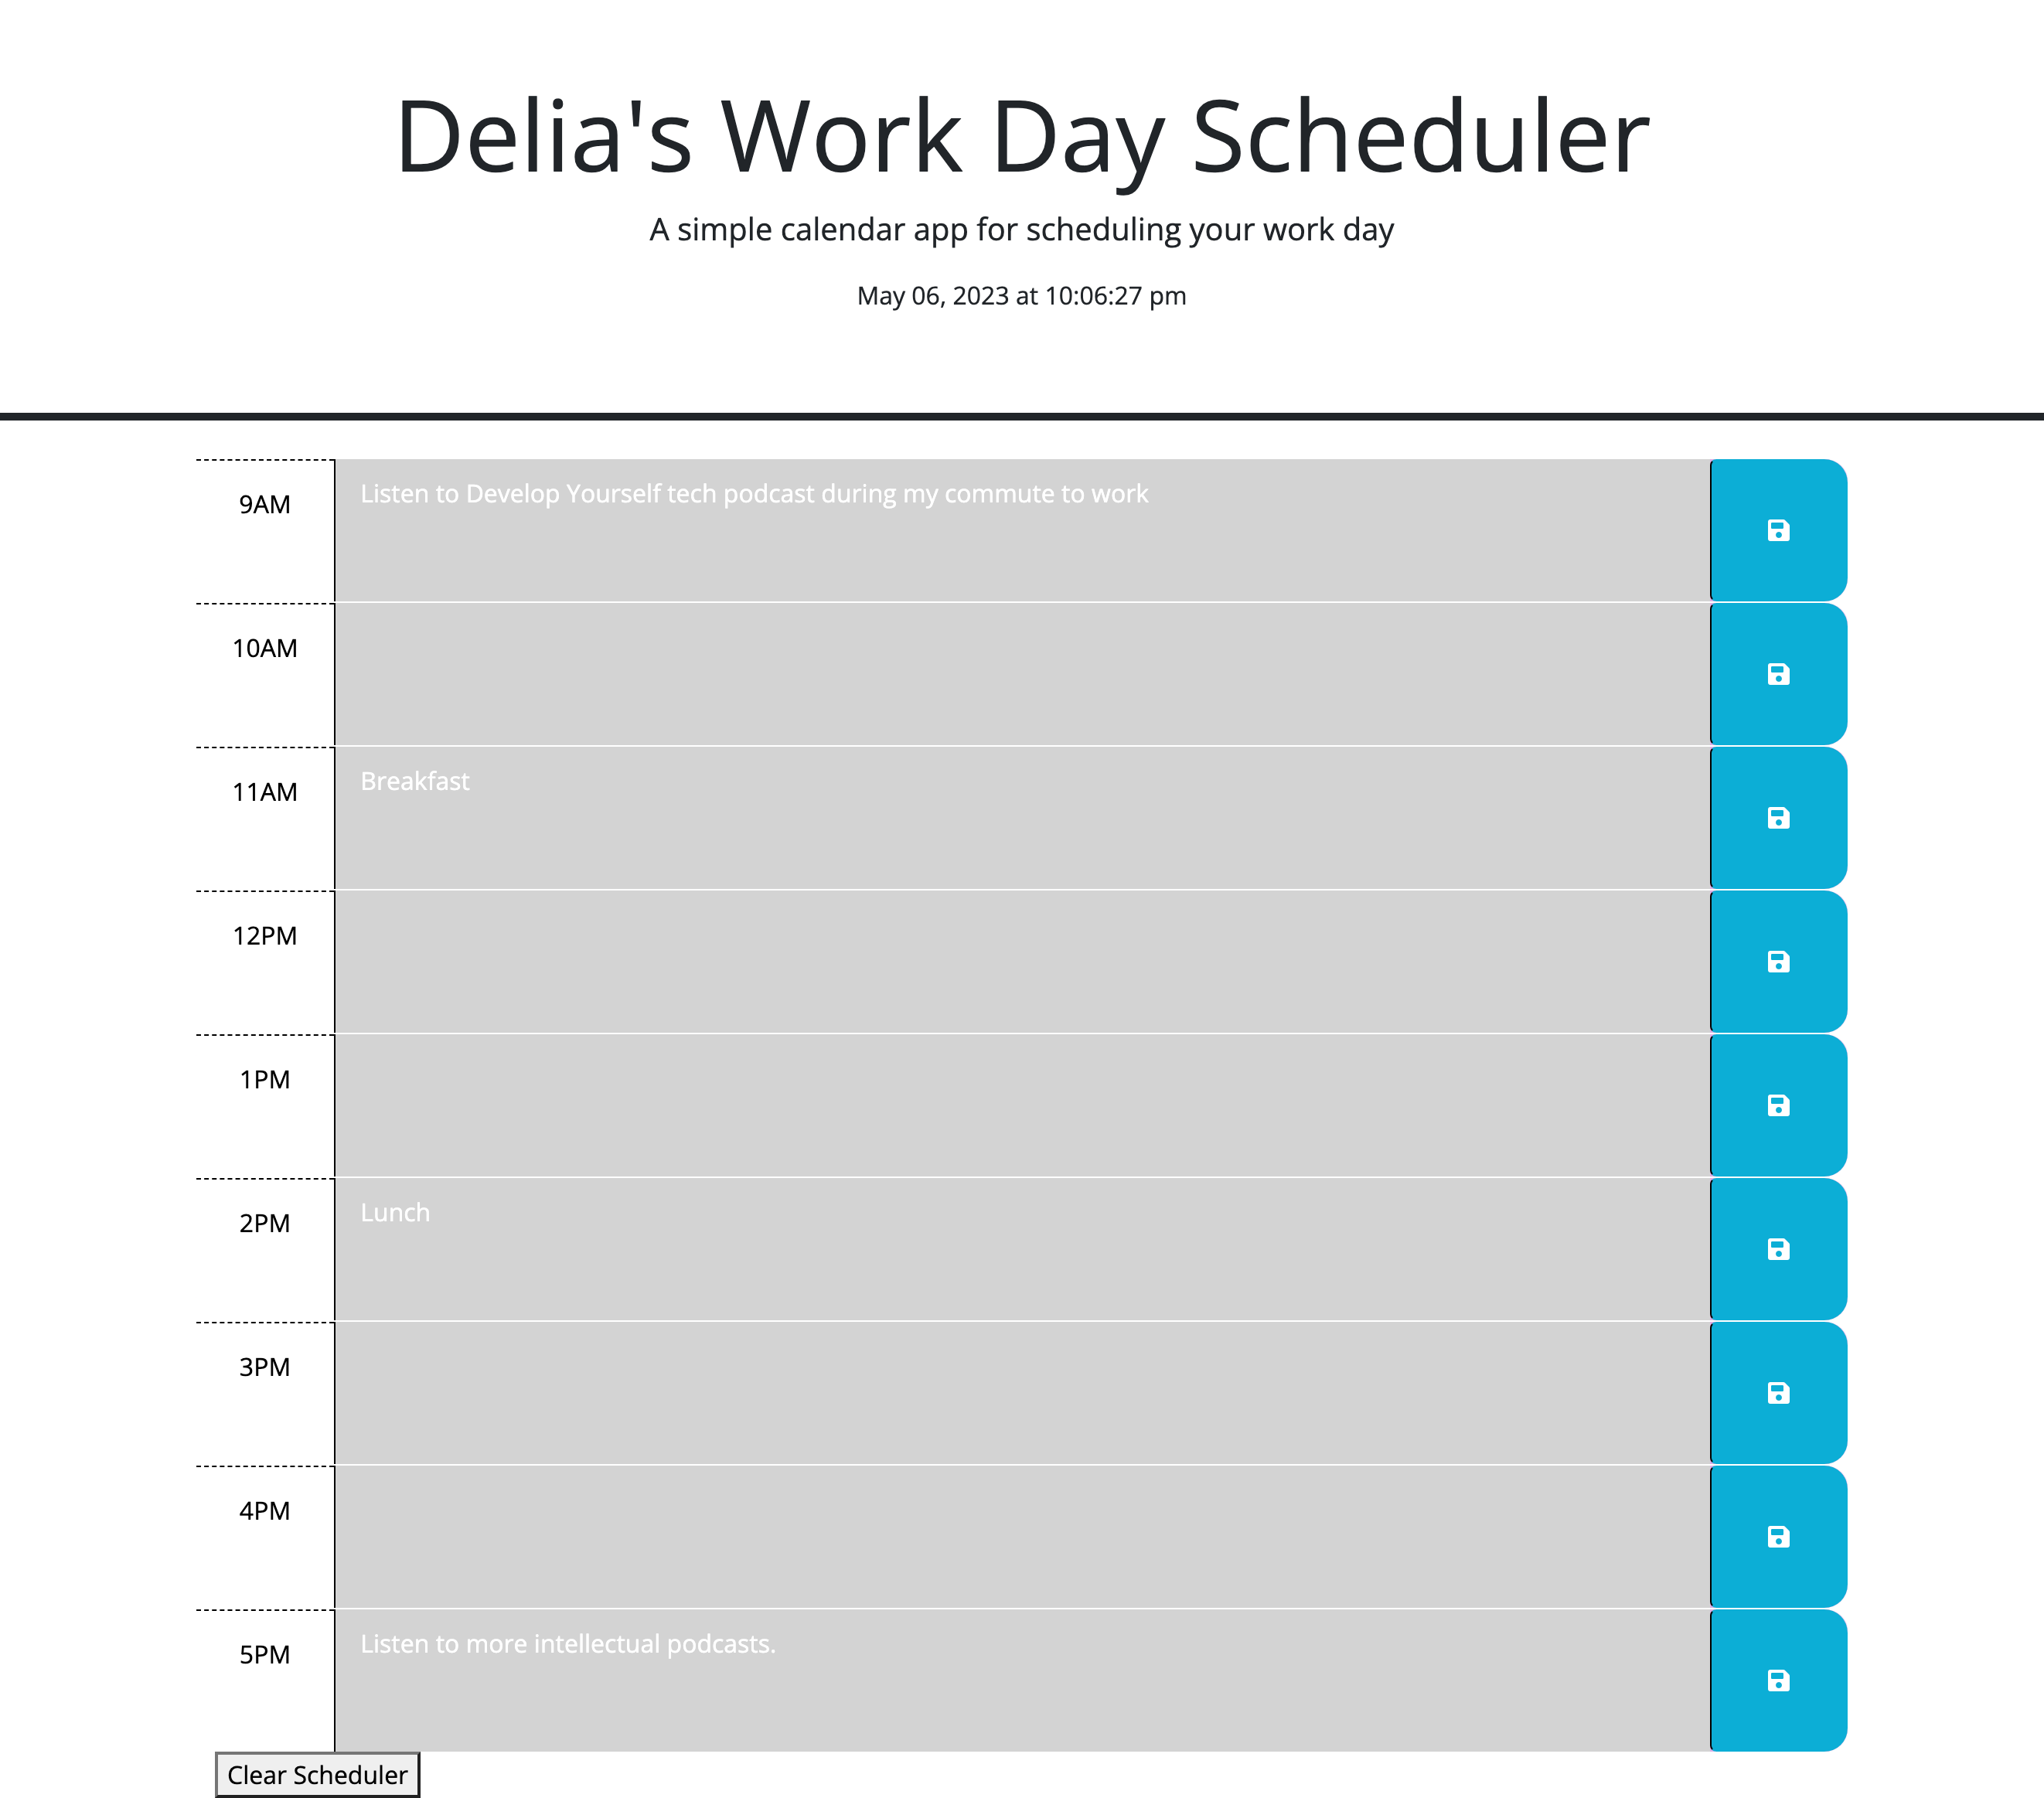 Delia's Work Day Scheduler
A simple calendar app for scheduling your work day
May 06, 2023 at 10:06:27 pm
9AM
Listen to Develop Yourself tech podcast during my commute to work
10AM
11AM
Breakfast
12PM
1PM
2PM
Lunch
3PM
4PM
5PM
Listen to more intellectual podcasts.
Clear Scheduler